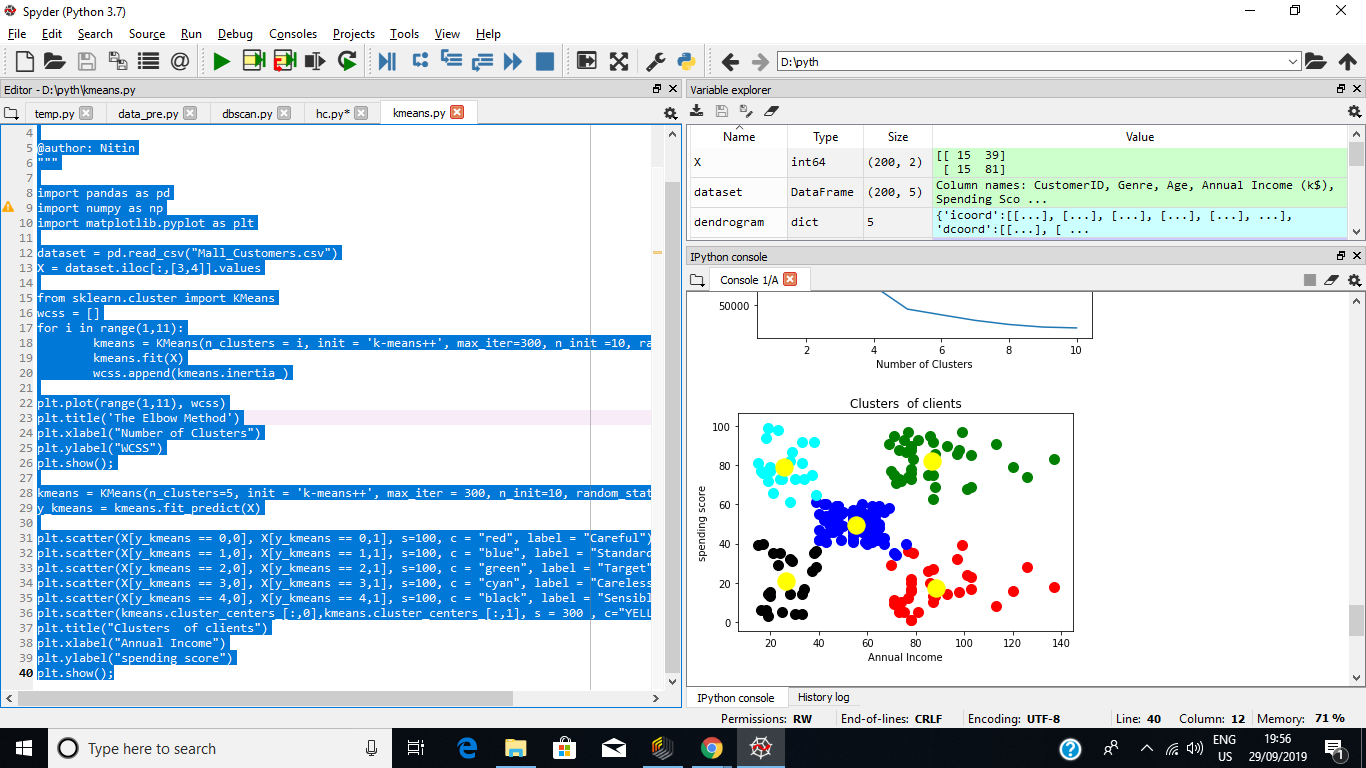 Spyder (Python 3.7)
File Edit Search Source Run Debug Consoles Projects Tools View Help
D:\pyth
Editor - D:\pyth\kmeans.py
temp.py data_pre.py dbscan.py hc.py* kmeans.py
4
5 @author: Nitin
6 """
7
8 import pandas as pd
9 import numpy as np
10 import matplotlib.pyplot as plt
11
12 dataset = pd.read_csv("Mall_Customers.csv")
13 X = dataset.iloc[:,[3,4]].values
14
15 from sklearn.cluster import KMeans
16 wcss = []
17 for i in range(1,11):
18 kmeans = KMeans(n_clusters = i, init = 'k-means++', max_iter=300, n_init =10, ra
19 kmeans.fit(X)
20 wcss.append(kmeans.inertia_)
21
22 plt.plot(range(1,11), wcss)
23 plt.title('The Elbow Method')
24 plt.xlabel("Number of Clusters")
25 plt.ylabel("WCSS")
26 plt.show();
27
28 kmeans = KMeans(n_clusters=5, init = 'k-means++', max_iter = 300, n_init=10, random_stat
29 y_kmeans = kmeans.fit_predict(X)
30
31 plt.scatter(X[y_kmeans == 0,0], X[y_kmeans == 0,1], s=100, c = "red", label = "Careful")
32 plt.scatter(X[y_kmeans == 1,0], X[y_kmeans == 1,1], s=100, c = "blue", label = "Standard
33 plt.scatter(X[y_kmeans == 2,0], X[y_kmeans == 2,1], s=100, c = "green", label = "Target"
34 plt.scatter(X[y_kmeans == 3,0], X[y_kmeans == 3,1], s=100, c = "cyan", label = "Careless
35 plt.scatter(X[y_kmeans == 4,0], X[y_kmeans == 4,1], s=100, c = "black", label = "Sensibl
36 plt.scatter(kmeans.cluster_centers_[:,0],kmeans.cluster_centers_[:,1], s = 300 , c="YELL
37 plt.title("Clusters  of clients")
38 plt.xlabel("Annual Income")
39 plt.ylabel("spending score")
40 plt.show();
Variable explorer
Name Type Size Value
X int64 (200, 2) [[ 15 39]
[ 15 81]
dataset DataFrame (200, 5) Column names: CustomerID, Genre, Age, Annual Income (k$),
Spending Sco ...
dendrogram dict 5 {'icoord':[[...], [...], [...], [...], [...], ...],
'dcoord':[[...], [ ...
IPython console
Console 1/A
50000
2 4 6 8 10
Number of Clusters
Clusters  of clients
100
80
60
40
20
0
spending score
20 40 60 80 100 120 140
Annual Income
IPython console History log
Permissions: RW End-of-lines: CRLF Encoding: UTF-8 Line: 40 Column: 12 Memory: 71 %
Type here to search
ENG
US
19:56
29/09/2019
1